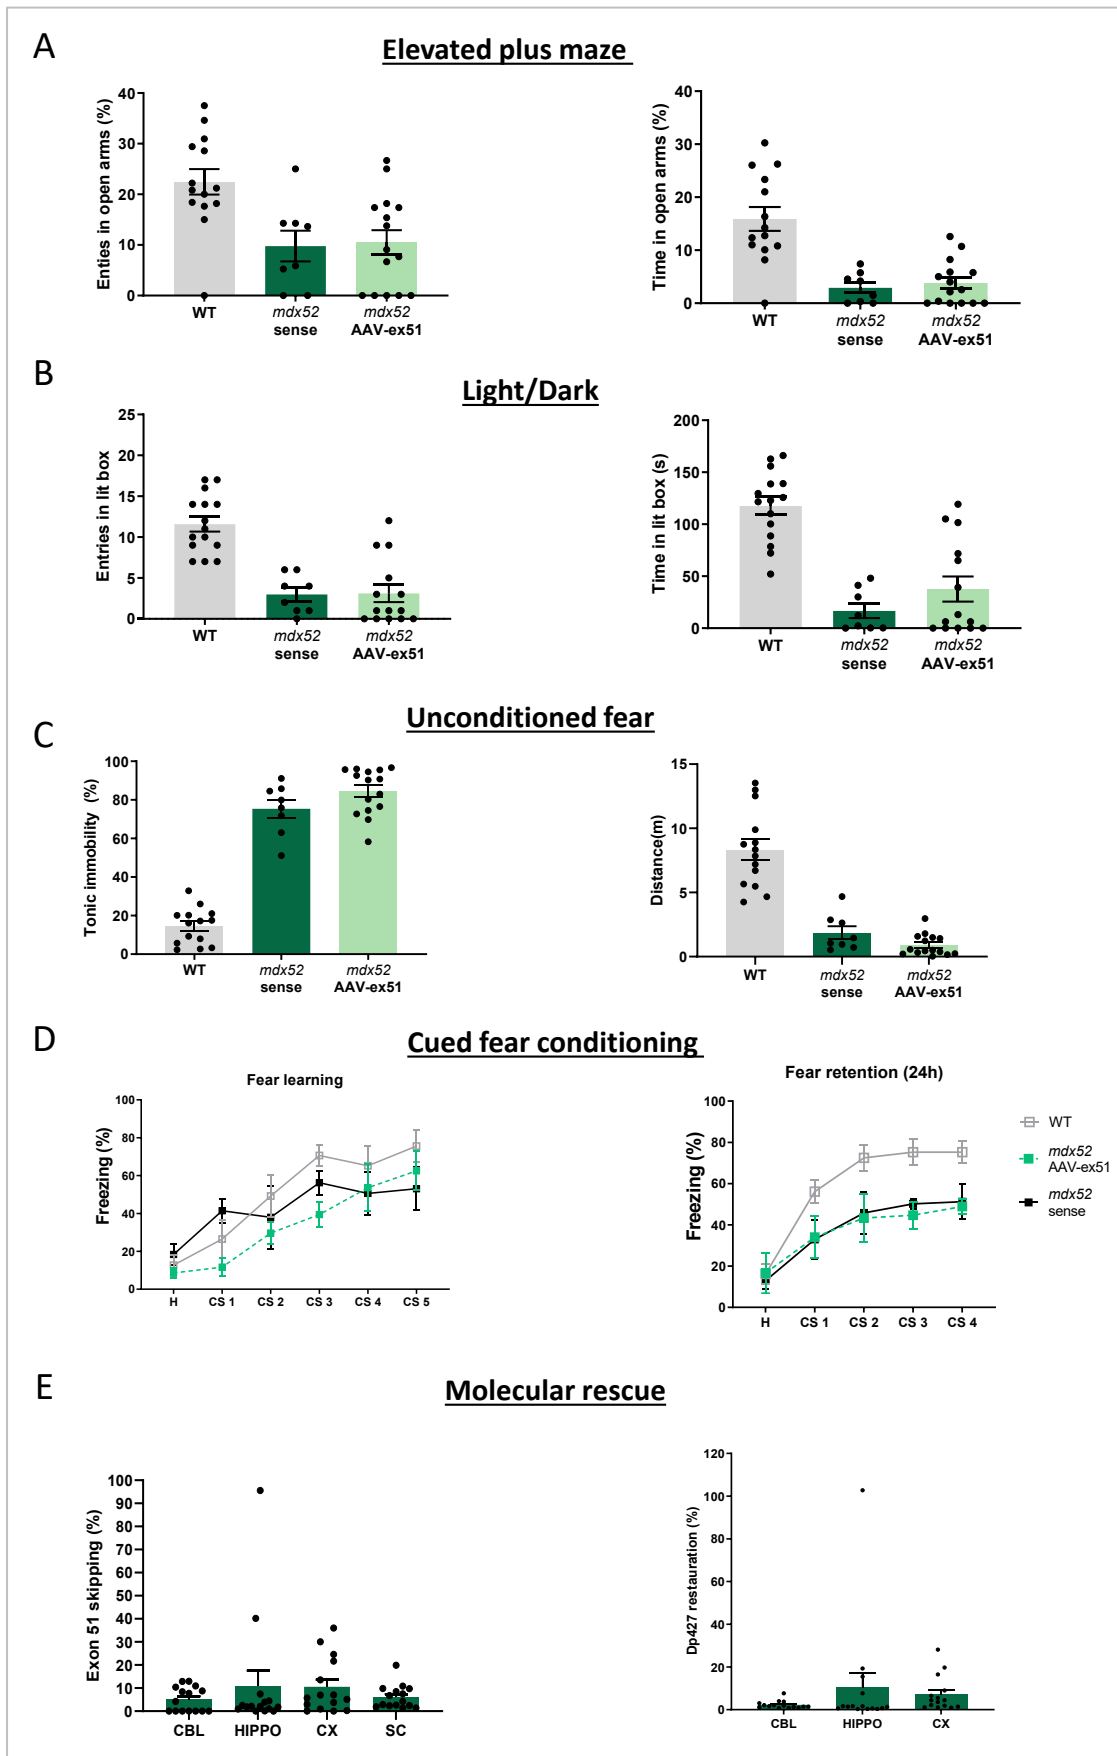 A
Elevated plus maze
Enties in open arms (%)
40
30
20
10
0
WT
mdx52
sense
mdx52
AAV-ex51
Time in open arms (%)
40
30
20
10
0
WT
mdx52
sense
mdx52
AAV-ex51
B
Light/Dark
Entries in lit box
25
20
15
10
5
0
WT
mdx52
sense
mdx52
AAV-ex51
Time in lit box (s)
200
150
100
50
0
WT
mdx52
sense
mdx52
AAV-ex51
C
Unconditioned fear
Tonic immobility (%)
100
80
60
40
20
0
WT
mdx52
sense
mdx52
AAV-ex51
Distance(m)
15
10
5
0
WT
mdx52
sense
mdx52
AAV-ex51
D
Cued fear conditioning
Fear learning
Freezing (%)
100
80
60
40
20
0
H
CS 1
CS 2
CS 3
CS 4
CS 5
Fear retention (24h)
Freezing (%)
100
80
60
40
20
0
H
CS 1
CS 2
CS 3
CS 4
WT
mdx52
AAV-ex51
mdx52
sense
E
Molecular rescue
Exon 51 skipping (%)
100
90
80
70
60
50
40
30
20
10
0
CBL
HIPPO
CX
SC
Dp427 restauration (%)
120
100
80
60
40
20
0
CBL
HIPPO
CX